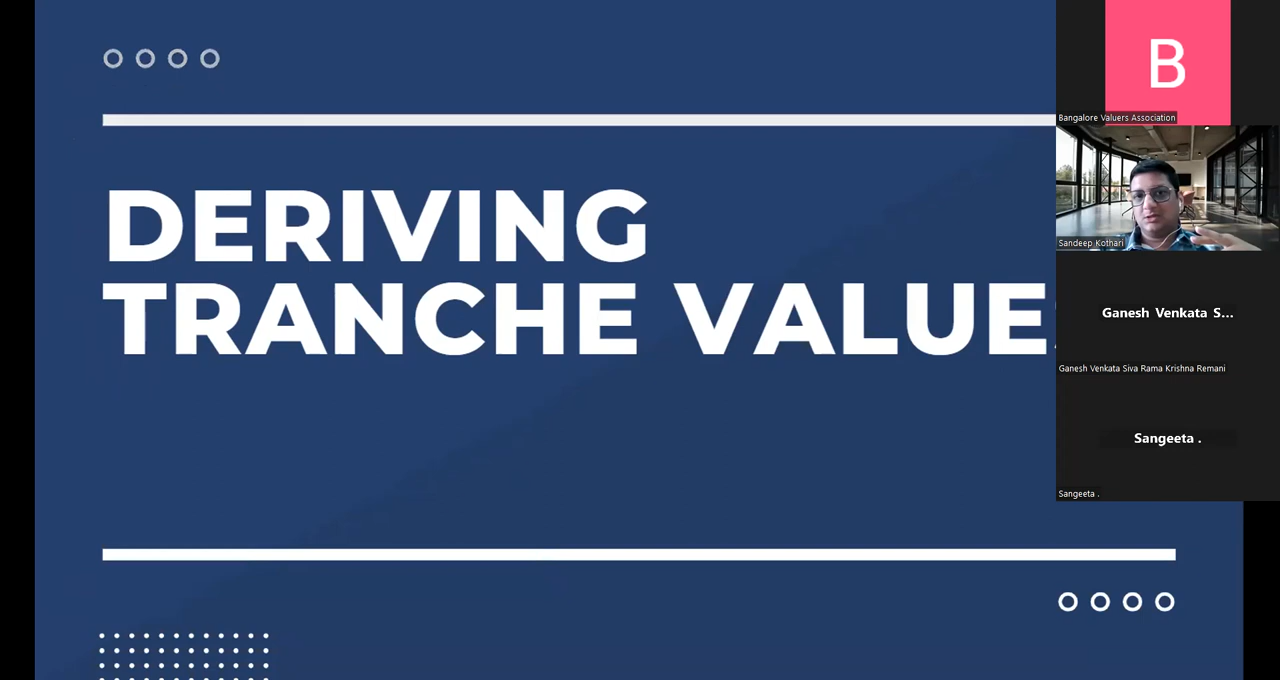 DERIVING
TRANCHE VALUE
B
Bangalore Valuers Association
Sandeep Kothari
Ganesh Venkata S...
Ganesh Venkata Siva Rama Krishna Remani
Sangeeta .
Sangeeta .